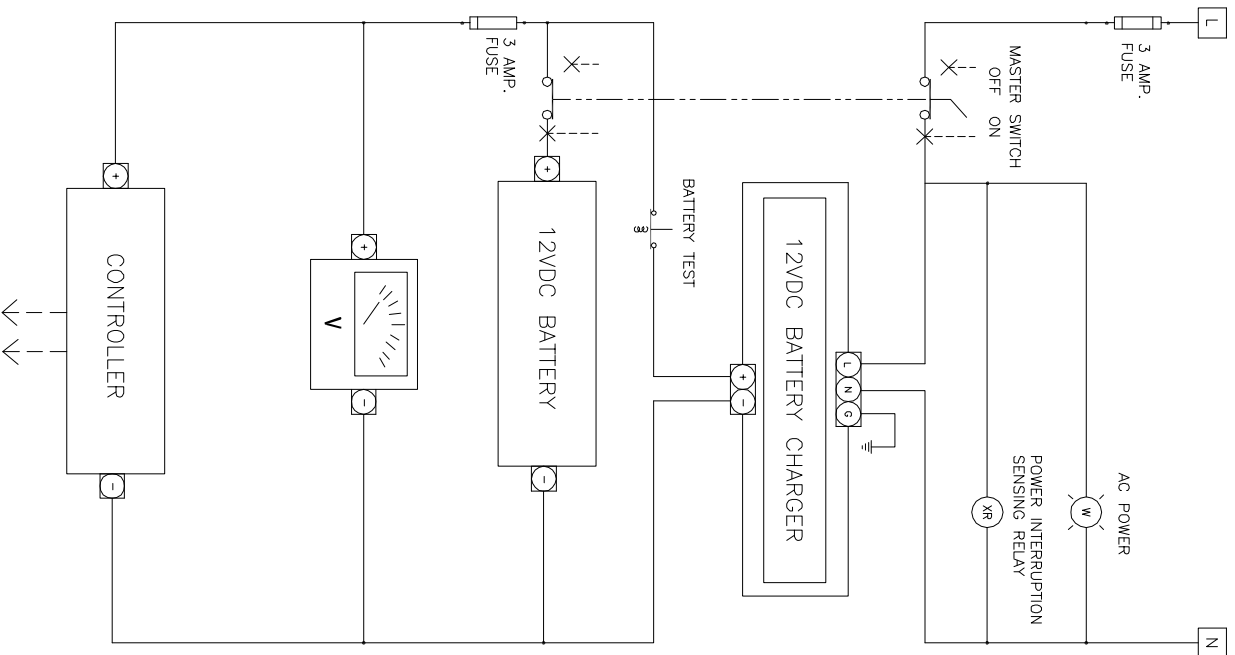 L
3 AMP.
FUSE
MASTER SWITCH
OFF ON
N
AC POWER
W
POWER INTERRUPTION
SENSING RELAY
XR
L
N
G
12VDC BATTERY CHARGER
+
-
BATTERY TEST
3 AMP.
FUSE
+
12VDC BATTERY
-
+
V
-
+
CONTROLLER
-